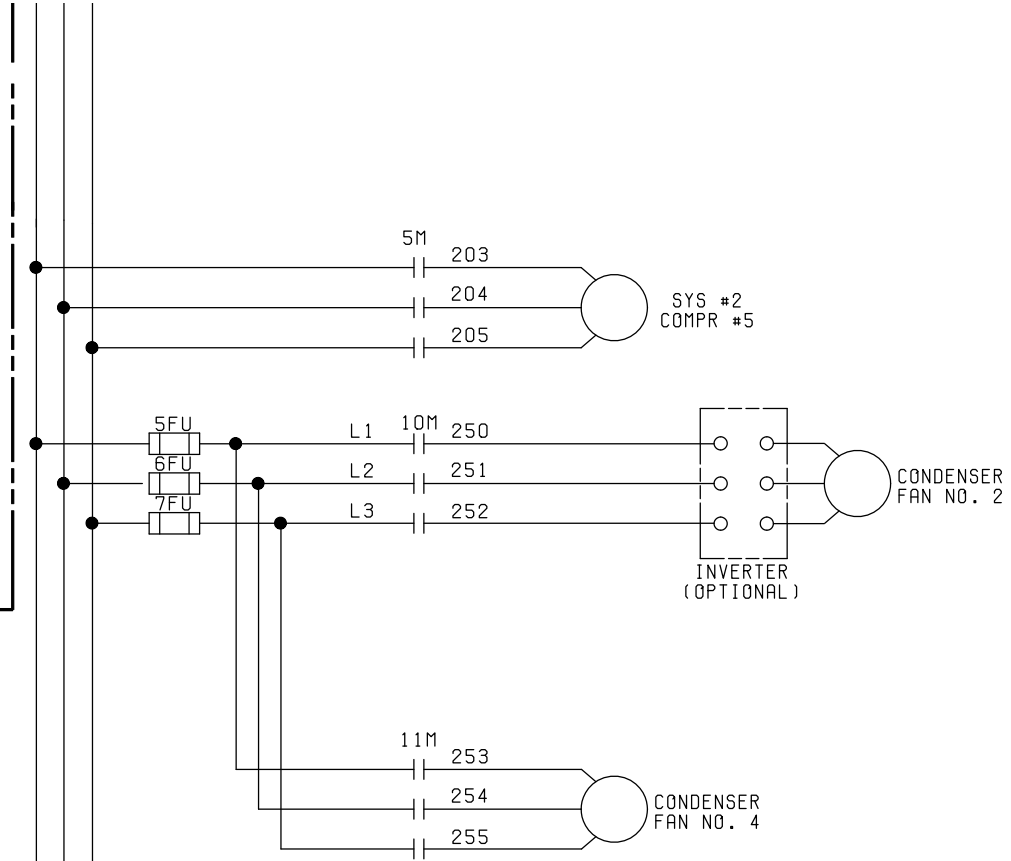 5M
203
204
205
SYS #2
COMPR #5
5FU
6FU
7FU
L1
10M
250
L2
251
L3
252
CONDENSER
FAN NO. 2
INVERTER
(OPTIONAL)
11M
253
254
255
CONDENSER
FAN NO. 4